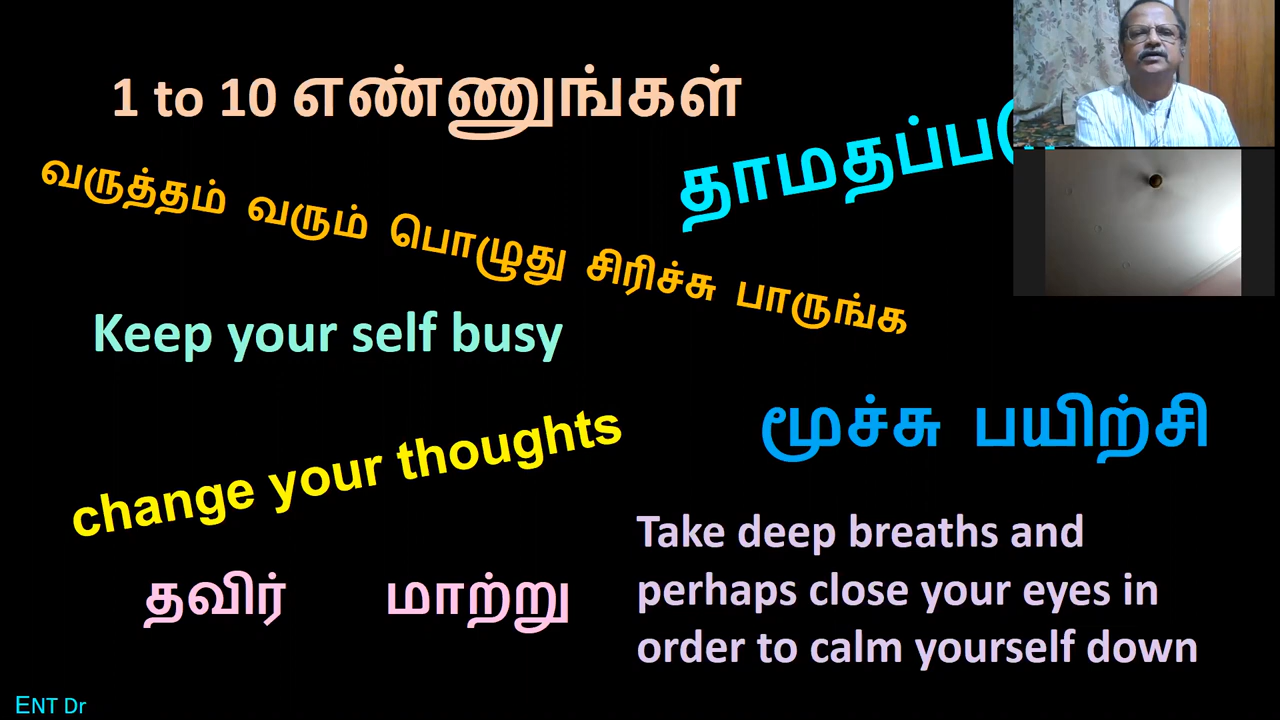 1 to 10 எண்ணுங்கள்
வருத்தம் வரும் பொழுது சிரிச்சு பாருங்க
Keep your self busy
change your thoughts
மூச்சு பயிற்சி
Take deep breaths and
perhaps close your eyes in
order to calm yourself down
தவிர் மாற்று
ENT Dr